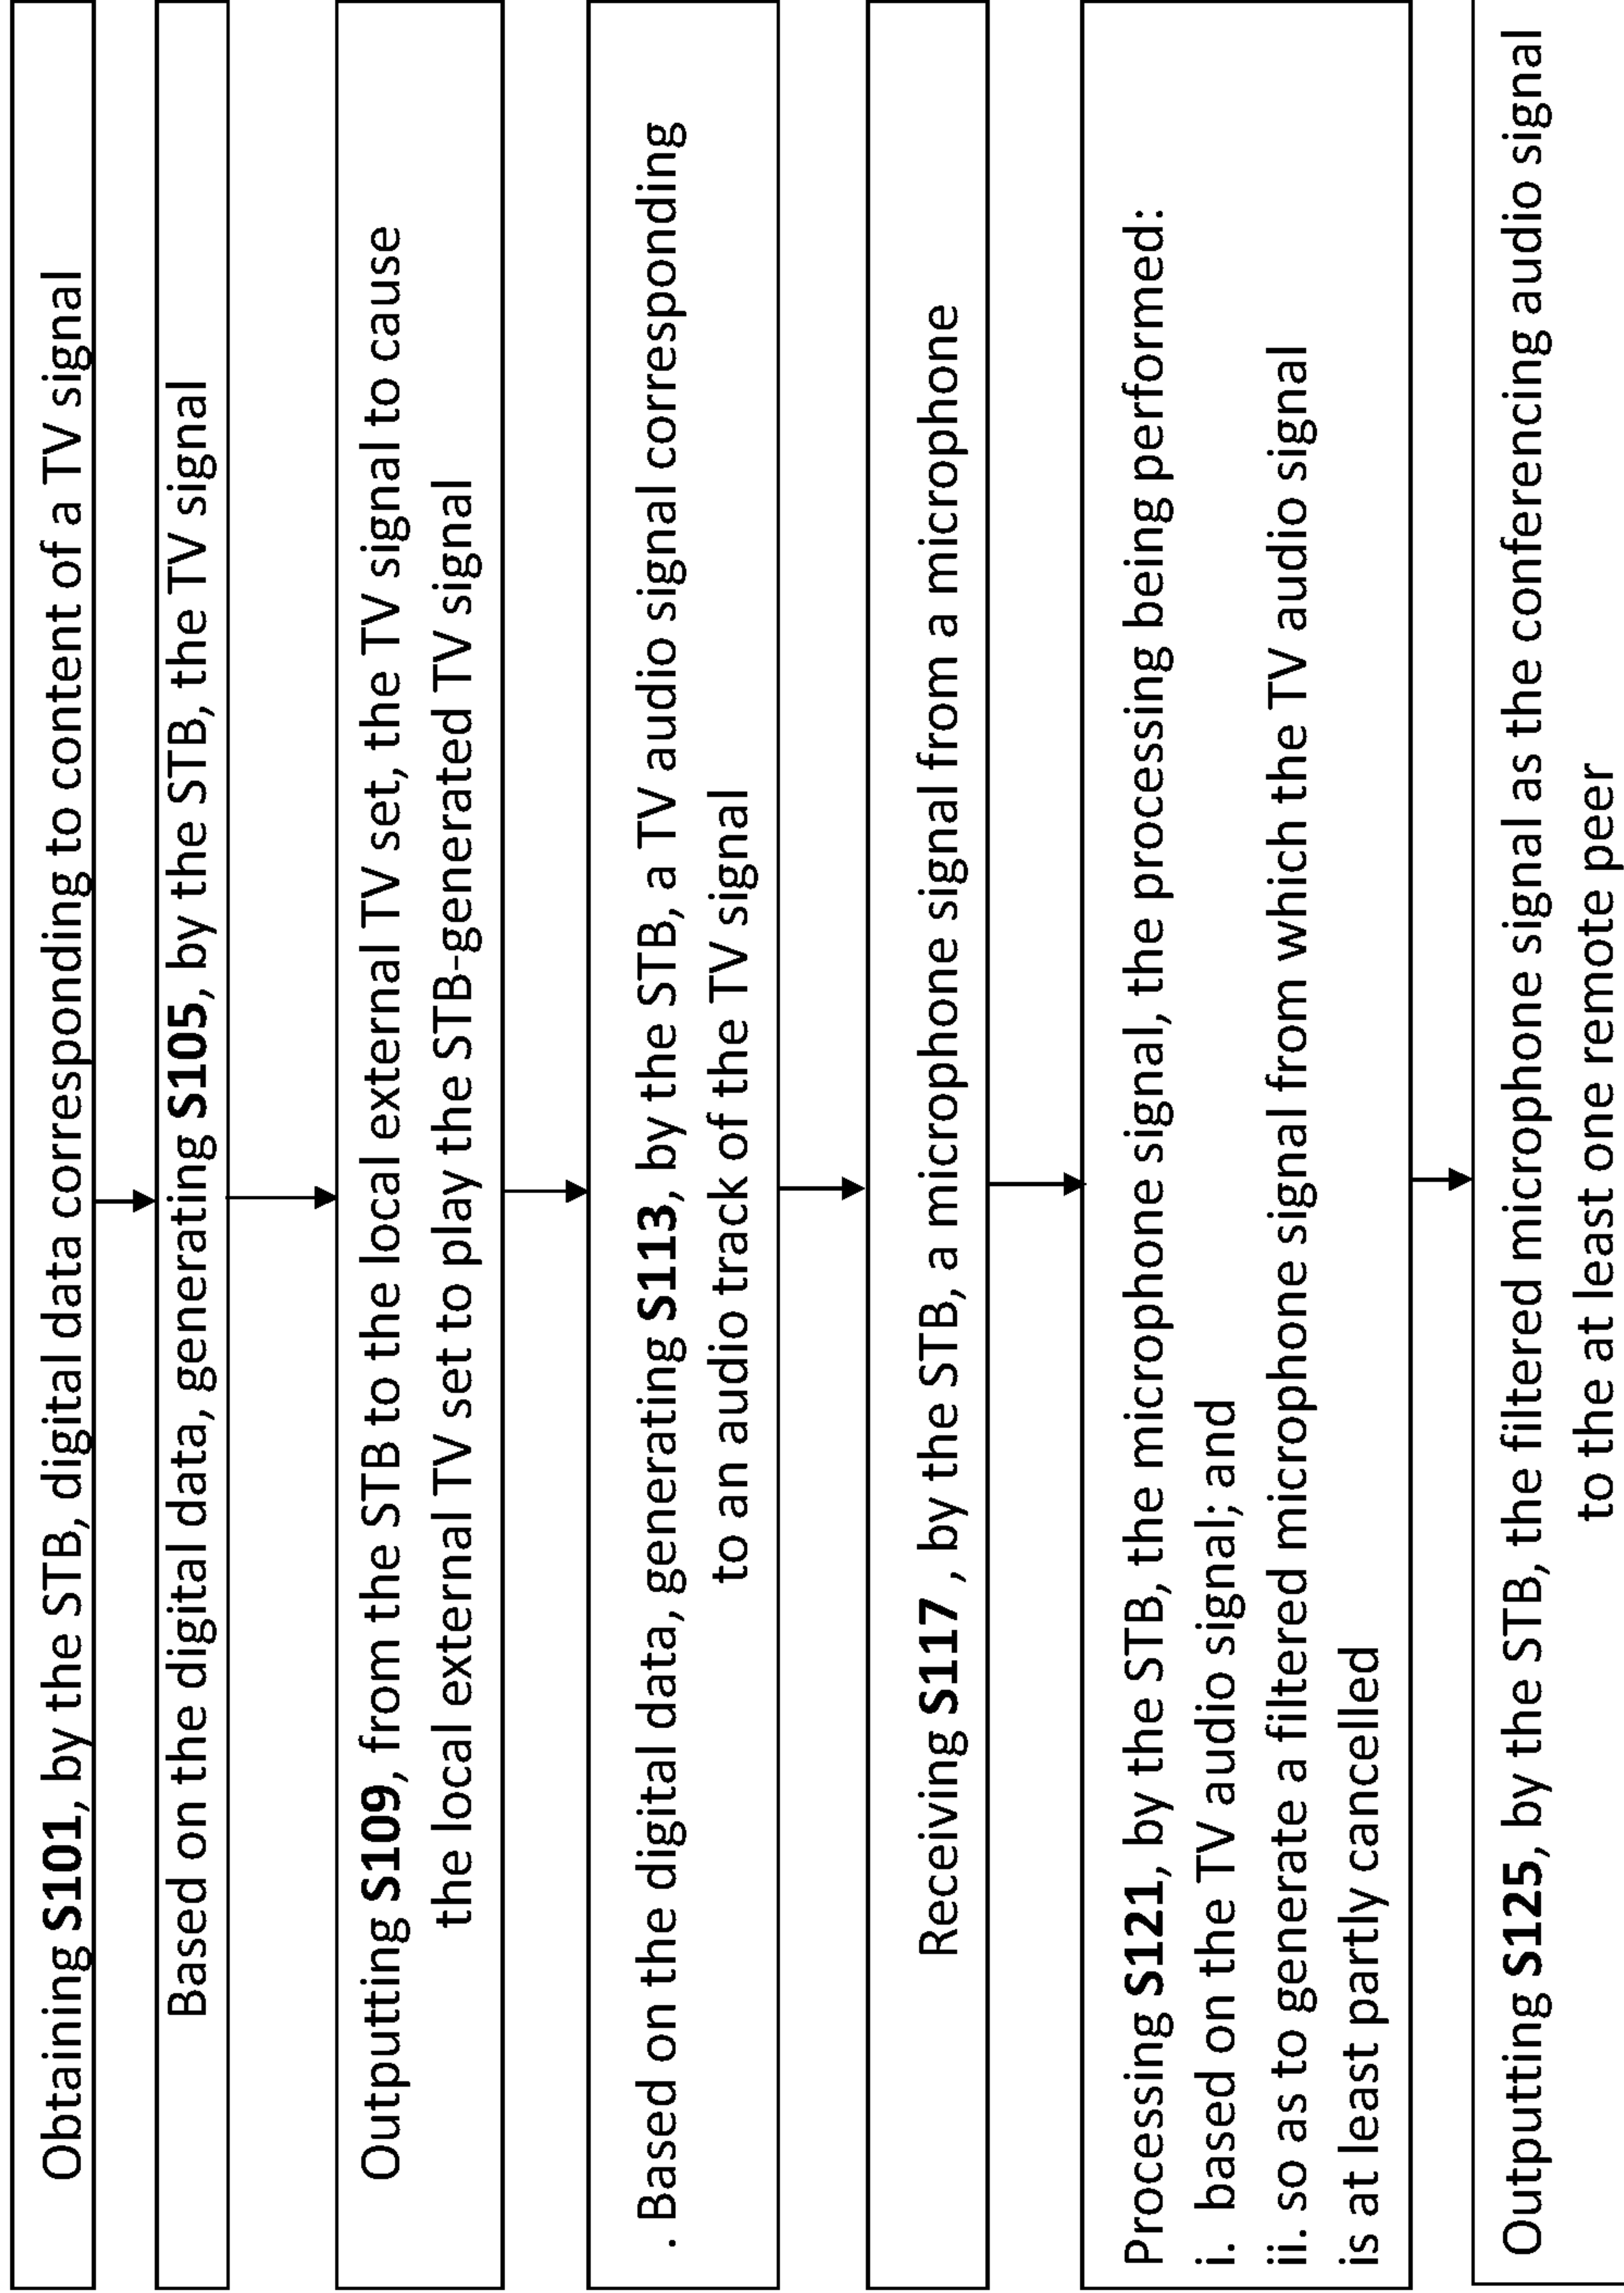 Obtaining S101, by the STB, digital data corresponding to content of a TV signal
Based on the digital data, generating S105, by the STB, the TV signal
Outputting S109, from the STB to the local external TV set, the TV signal to cause
the local external TV set to play the STB-generated TV signal
. Based on the digital data, generating S113, by the STB, a TV audio signal corresponding
to an audio track of the TV signal
Receiving S117 , by the STB, a microphone signal from a microphone
Processing S121, by the STB, the microphone signal, the processing being performed:
i. based on the TV audio signal; and
ii. so as to generate a filtered microphone signal from which the TV audio signal
is at least partly cancelled
Outputting S125, by the STB, the filtered microphone signal as the conferencing audio signal
to the at least one remote peer